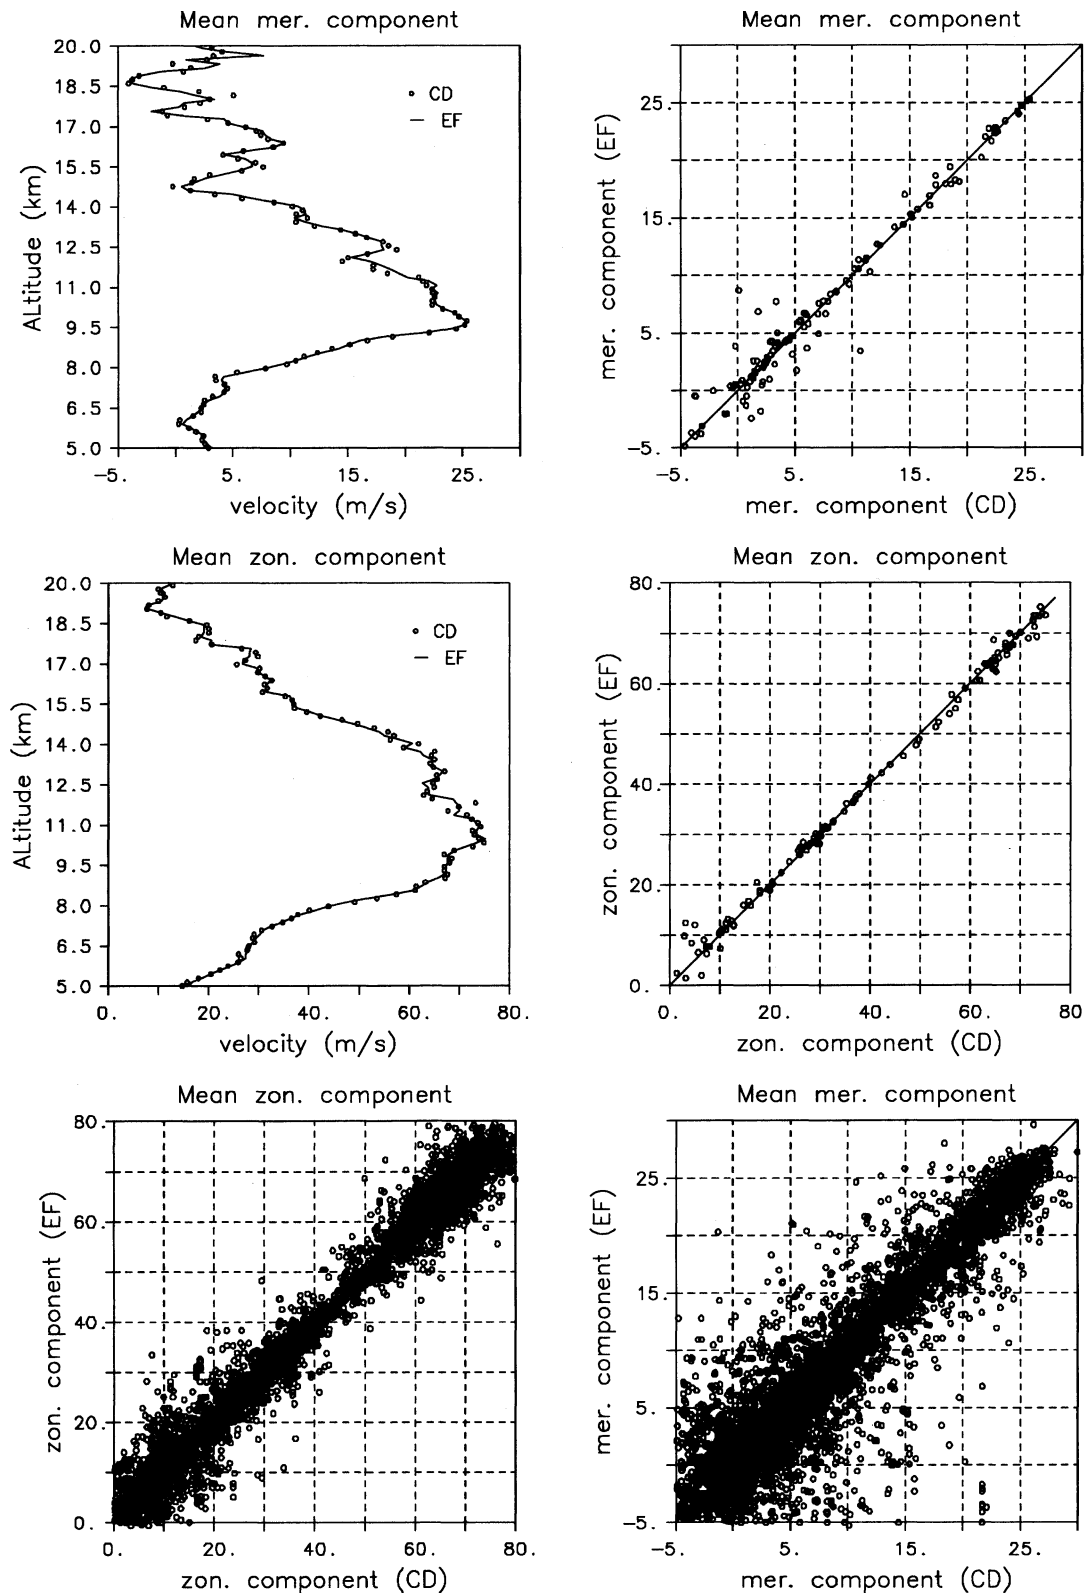 Mean mer. component
20.0
18.5
17.0
15.5
14.0
12.5
11.0
9.5
8.0
6.5
5.0
ALtitude (km)
CD
EF
-5. 5. 15. 25.
velocity (m/s)
Mean mer. component
25.
15.
5.
-5.
mer. component (EF)
-5. 5. 15. 25.
mer. component (CD)
Mean zon. component
20.0
18.5
17.0
15.5
14.0
12.5
11.0
9.5
8.0
6.5
5.0
ALtitude (km)
CD
EF
0. 20. 40. 60. 80.
velocity (m/s)
Mean zon. component
80.
60.
40.
20.
0.
zon. component (EF)
0. 20. 40. 60. 80
zon. component (CD)
Mean zon. component
80.
60.
40.
20.
0.
zon. component (EF)
0. 20. 40. 60. 80.
zon. component (CD)
Mean mer. component
25.
15.
5.
-5.
mer. component (EF)
-5. 5. 15. 25.
mer. component (CD)